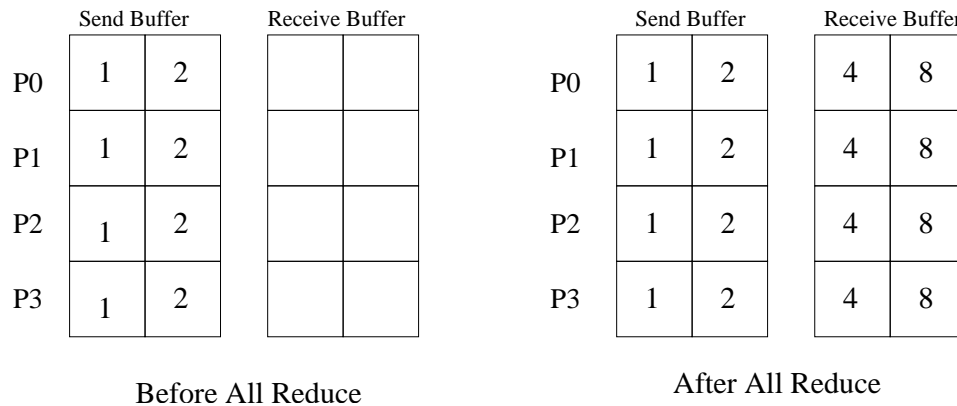 Send Buffer Receive Buffer Send Buffer Receive Buffer
P0 1 2 P0 1 2 4 8
P1 1 2 P1 1 2 4 8
P2 1 2 P2 1 2 4 8
P3 1 2 P3 1 2 4 8
Before All Reduce After All Reduce